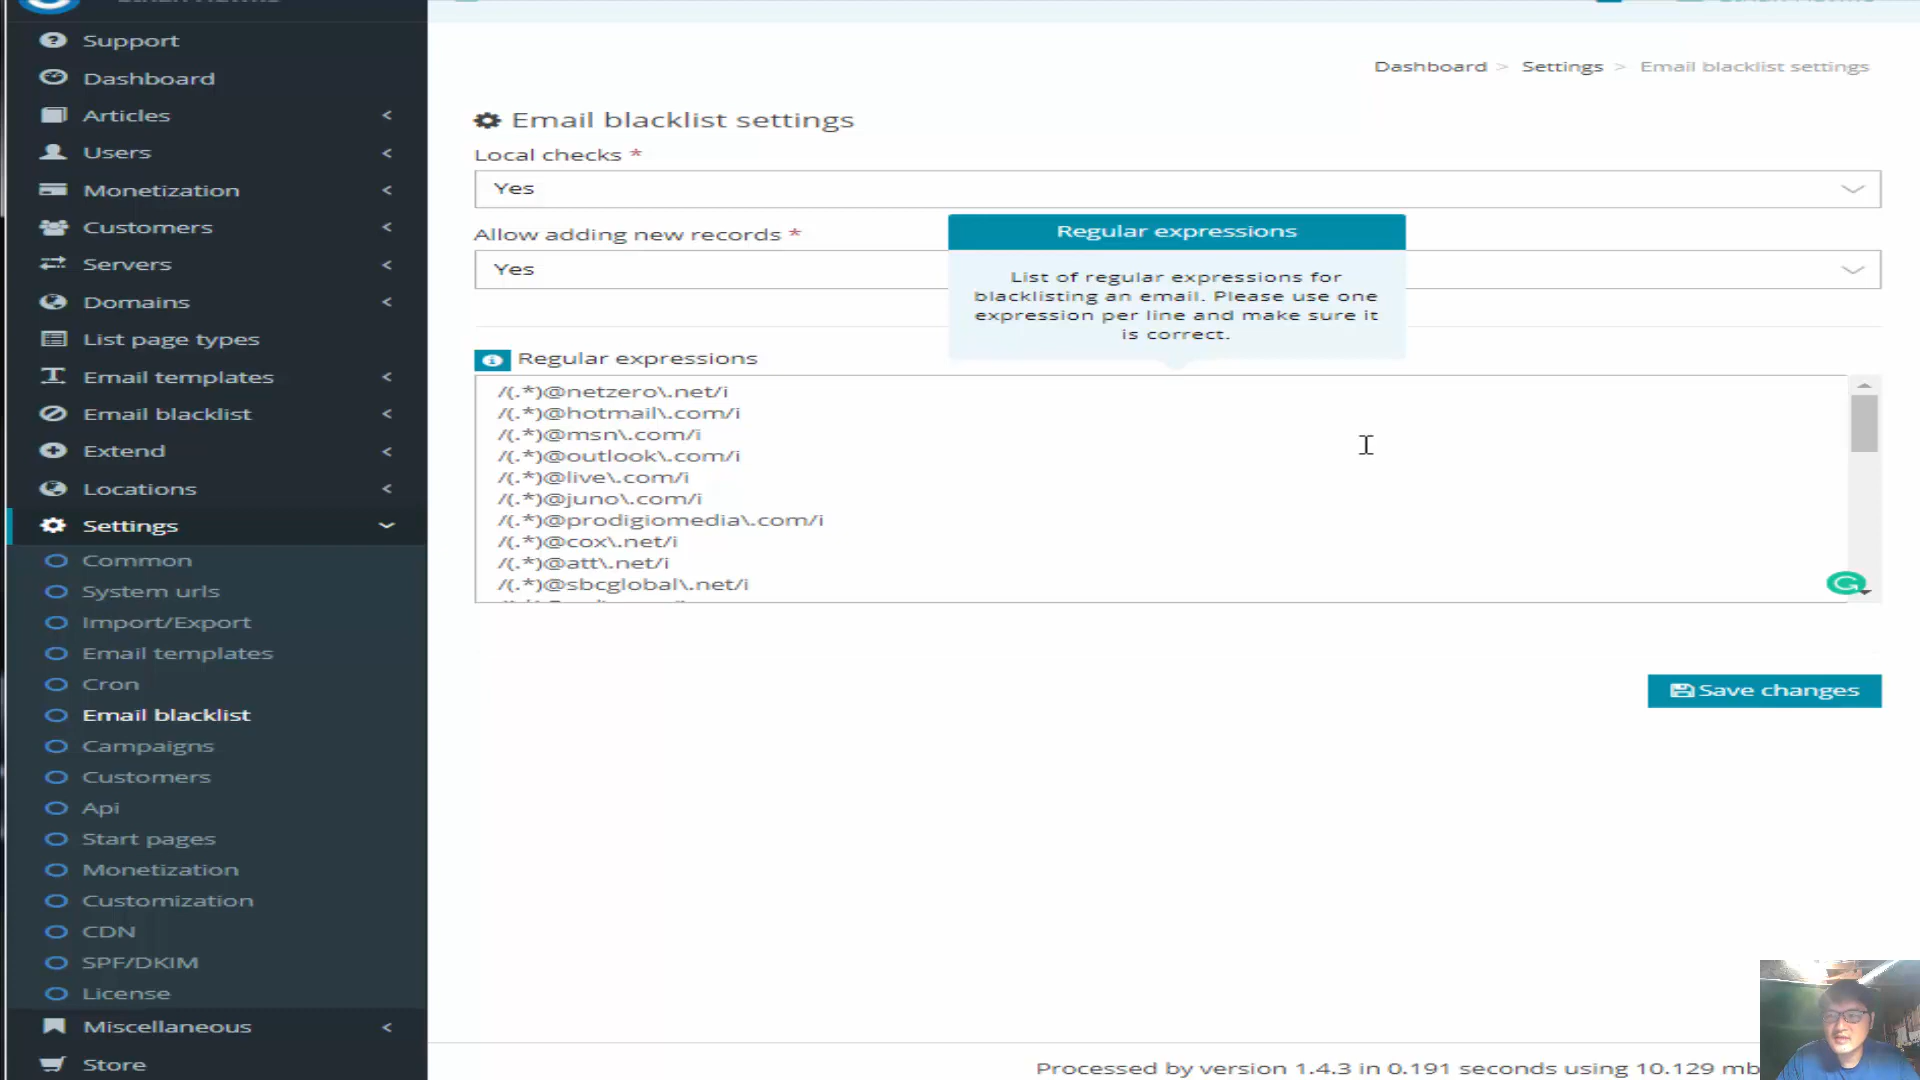 Support
Dashboard
Articles
Users
Monetization
Customers
Servers
Domains
List page types
Email templates
Email blacklist
Extend
Locations
Settings
Common
System urls
Import/Export
Email templates
Cron
Email blacklist
Campaigns
Customers
Api
Start pages
Monetization
Customization
CDN
SPF/DKIM
License
Miscellaneous
Store
Dashboard > Settings > Email blacklist settings
Email blacklist settings
Local checks *
Yes
Allow adding new records *
Yes
Regular expressions
List of regular expressions for
blacklisting an email. Please use one
expression per line and make sure it
is correct.
Regular expressions
/(.*)@netzero\.net/i
/(.*)@hotmail\.com/i
/(.*)@msn\.com/i
/(.*)@outlook\.com/i
/(.*)@live\.com/i
/(.*)@juno\.com/i
/(.*)@prodigiomedia\.com/i
/(.*)@cox\.net/i
/(.*)@att\.net/i
/(.*)@sbcglobal\.net/i
Save changes
Processed by version 1.4.3 in 0.191 seconds using 10.129 mb